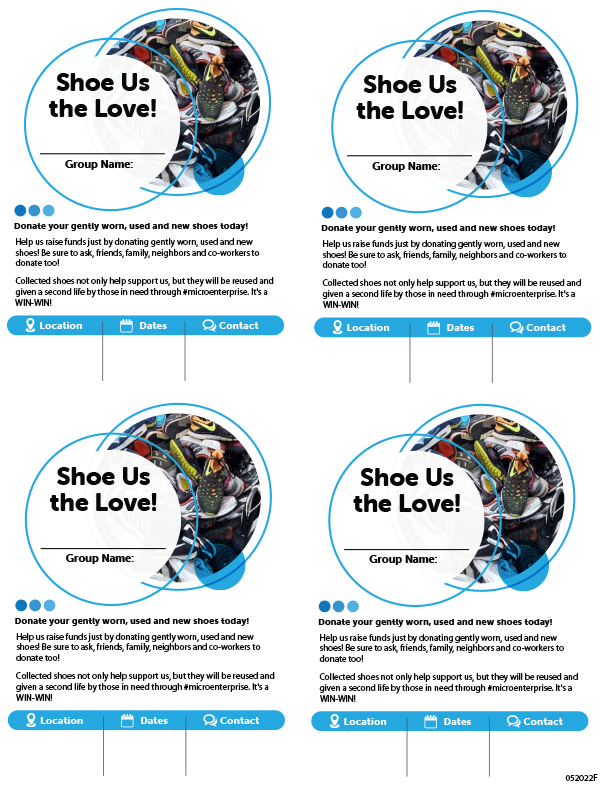 Shoe Us
the Love!
Group Name:
Donate your gently worn, used and new shoes today!
Help us raise funds just by donating gently worn, used and new
shoes! Be sure to ask, friends, family, neighbors and co-workers to
donate too!
Collected shoes not only help support us, but they will be reused and
given a second life by those in need through #microenterprise. It's a
WIN-WIN!
Location Dates Contact
Shoe Us
the Love!
Group Name:
Donate your gently worn, used and new shoes today!
Help us raise funds just by donating gently worn, used and new
shoes! Be sure to ask, friends, family, neighbors and co-workers to
donate too!
Collected shoes not only help support us, but they will be reused and
given a second life by those in need through #microenterprise. It's a
WIN-WIN!
Location Dates Contact
Shoe Us
the Love!
Group Name:
Donate your gently worn, used and new shoes today!
Help us raise funds just by donating gently worn, used and new
shoes! Be sure to ask, friends, family, neighbors and co-workers to
donate too!
Collected shoes not only help support us, but they will be reused and
given a second life by those in need through #microenterprise. It's a
WIN-WIN!
Location Dates Contact
Shoe Us
the Love!
Group Name:
Donate your gently worn, used and new shoes today!
Help us raise funds just by donating gently worn, used and new
shoes! Be sure to ask, friends, family, neighbors and co-workers to
donate too!
Collected shoes not only help support us, but they will be reused and
given a second life by those in need through #microenterprise. It's a
WIN-WIN!
Location Dates Contact
052022F